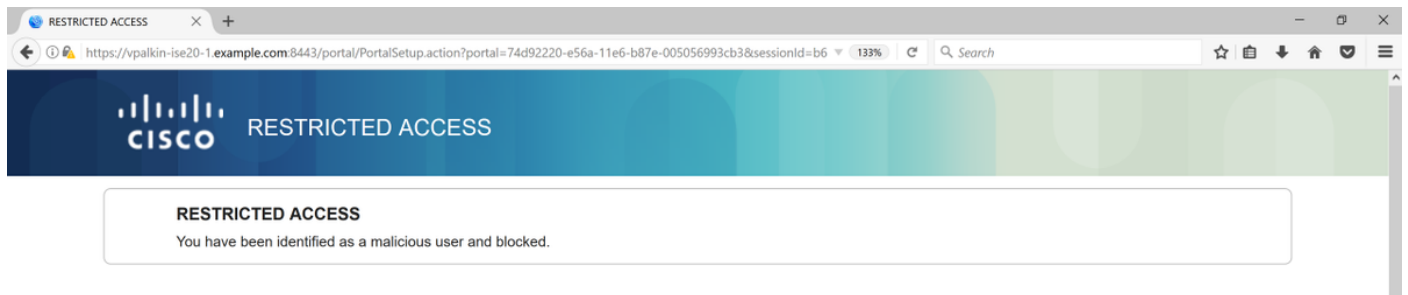 RESTRICTED ACCESS
https://vpalkin-ise20-1.example.com:8443/portal/PortalSetup.action?portal=74d92220-e56a-11e6-b87e-005056993cb3&sessionId=b6 133% Search
CISCO RESTRICTED ACCESS
RESTRICTED ACCESS
You have been identified as a malicious user and blocked.